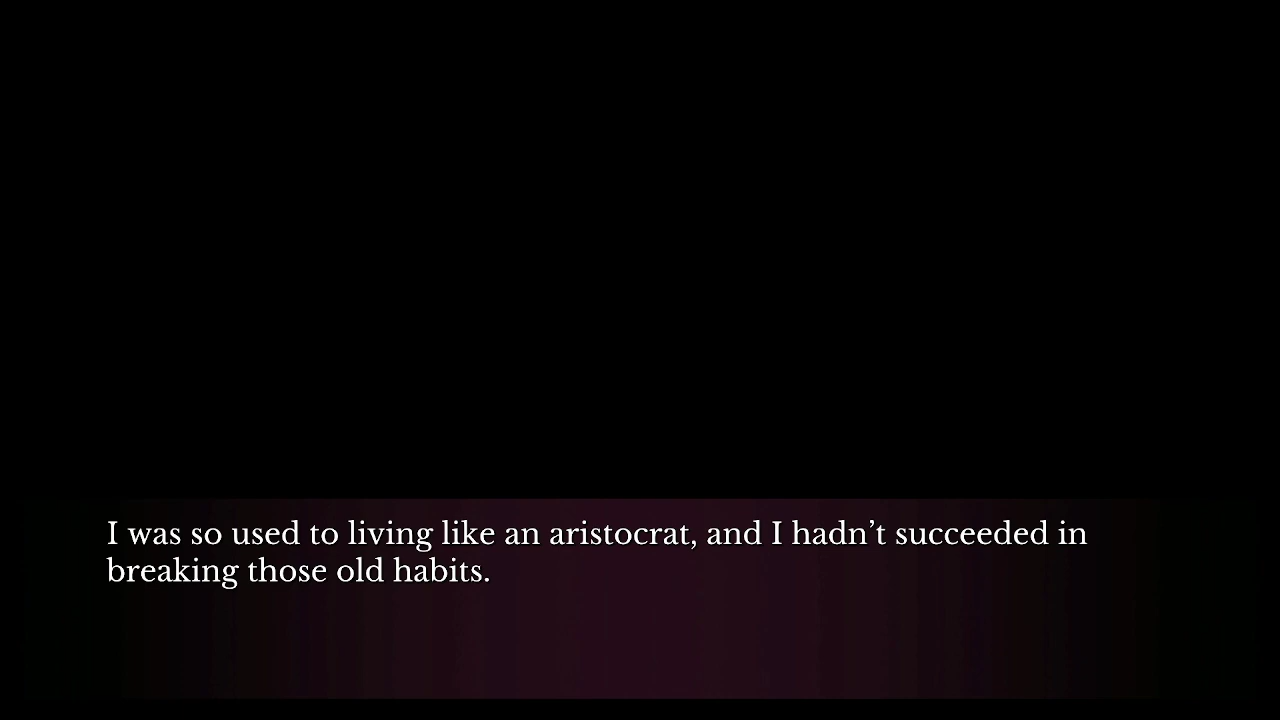 I was so used to living like an aristocrat, and I hadn’t succeeded in
breaking those old habits.